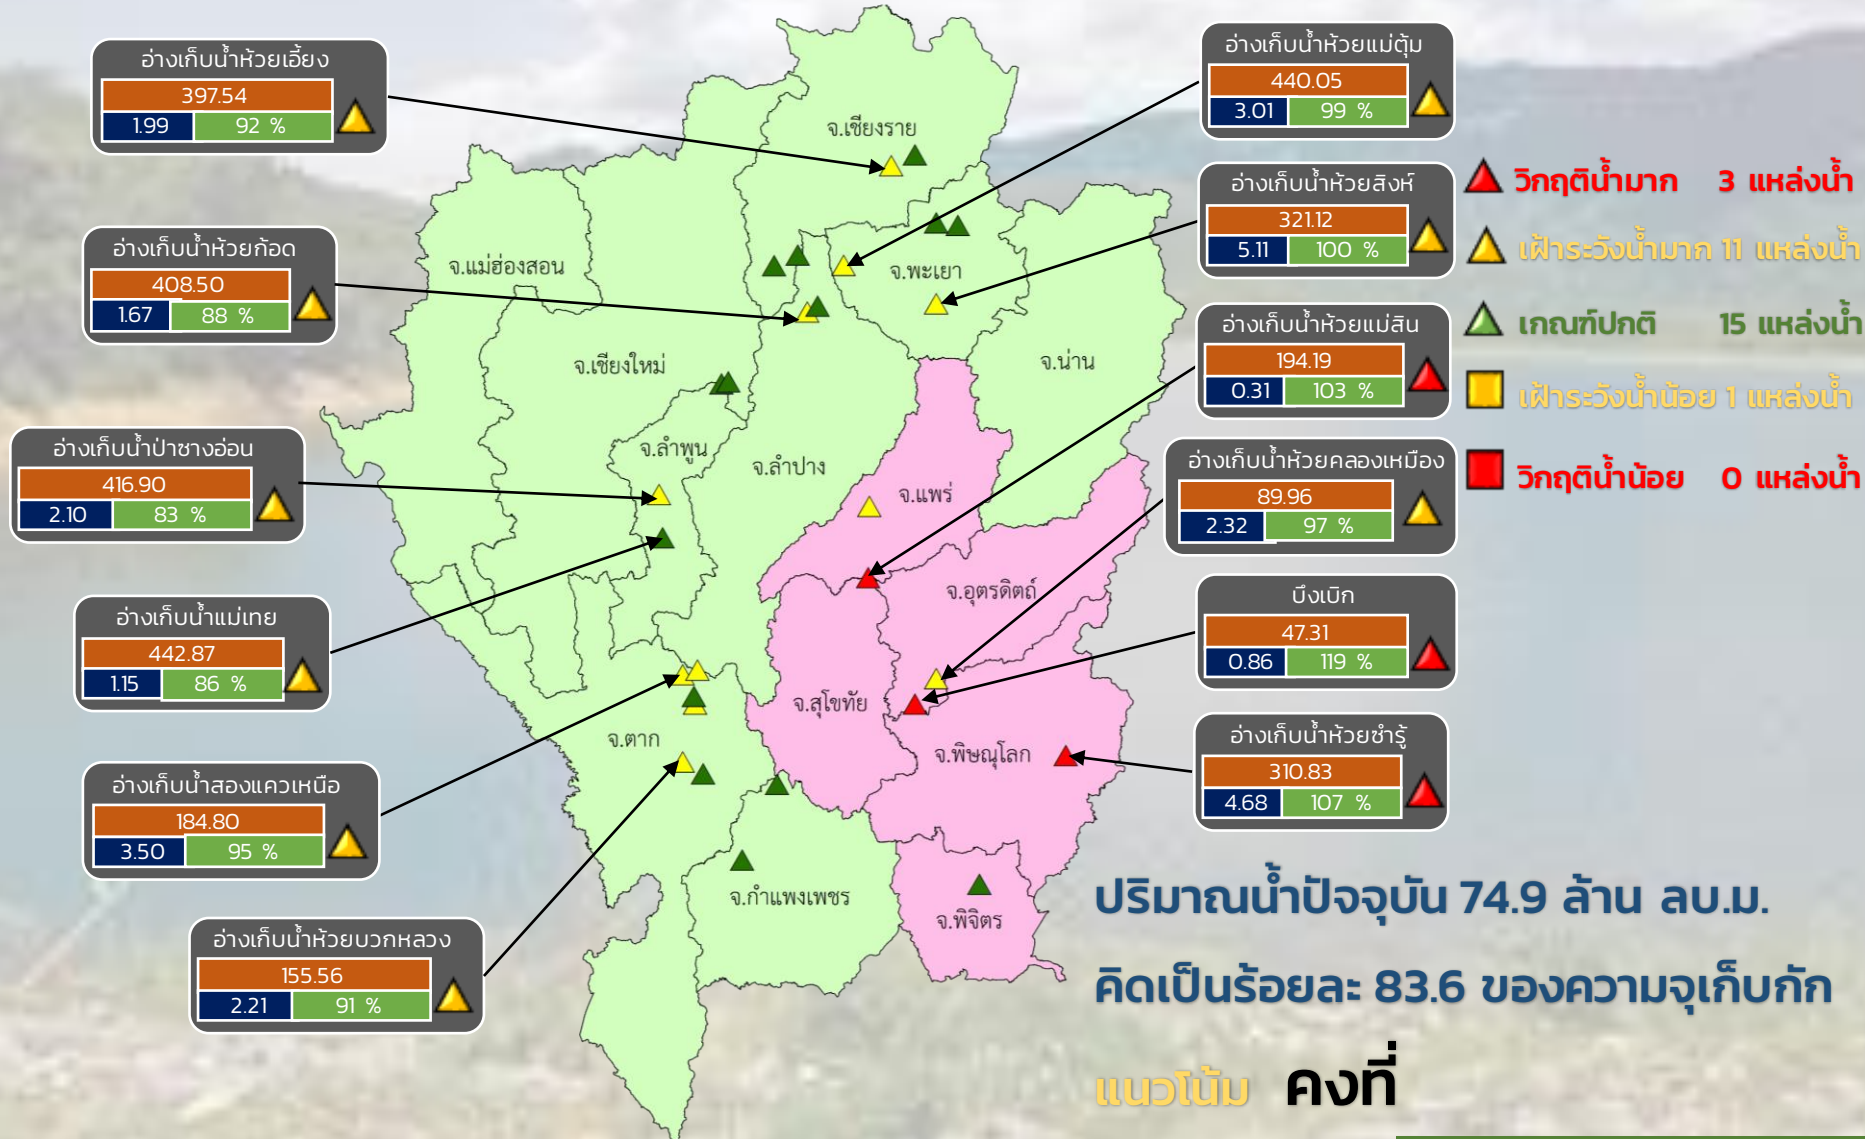 อ่างเก็บน้ำห้วยเอี้ยง
397.54
1.99 92 %
อ่างเก็บน้ำห้วยก้อด
408.50
1.67 88 %
อ่างเก็บน้ำป่าซางอ่อน
416.90
2.10 83 %
อ่างเก็บน้ำแม่เทย
442.87
1.15 86 %
อ่างเก็บน้ำสองแควเหนือ
184.80
3.50 95 %
อ่างเก็บน้ำห้วยบวกหลวง
155.56
2.21 91 %
จ.เชียงราย
จ.แม่ฮ่องสอน
จ.พะเยา
จ.เชียงใหม่
จ.น่าน
จ.ลำพูน
จ.ลำปาง
จ.แพร่
จ.อุตรดิตถ์
จ.สุโขทัย
จ.ตาก
จ.พิษณุโลก
จ.กำแพงเพชร
จ.พิจิตร
อ่างเก็บน้ำห้วยแม่ตุ้ม
440.05
3.01 99 %
อ่างเก็บน้ำห้วยสิงห์
321.12
5.11 100 %
อ่างเก็บน้ำห้วยแม่สิน
194.19
0.31 103 %
อ่างเก็บน้ำห้วยคลองเหมือง
89.96
2.32 97 %
บึงเบิก
47.31
0.86 119 %
อ่างเก็บน้ำห้วยซำรู้
310.83
4.68 107 %
วิกฤติน้ำมาก 3 แหล่งน้ำ
เฝ้าระวังน้ำมาก 11 แหล่งน้ำ
เกณฑ์ปกติ 15 แหล่งน้ำ
เฝ้าระวังน้ำน้อย 1 แหล่งน้ำ
วิกฤติน้ำน้อย 0 แหล่งน้ำ
ปริมาณน้ำปัจจุบัน 74.9 ล้าน ลบ.ม.
คิดเป็นร้อยละ 83.6 ของความจุเก็บกัก
แนวโน้ม คงที่